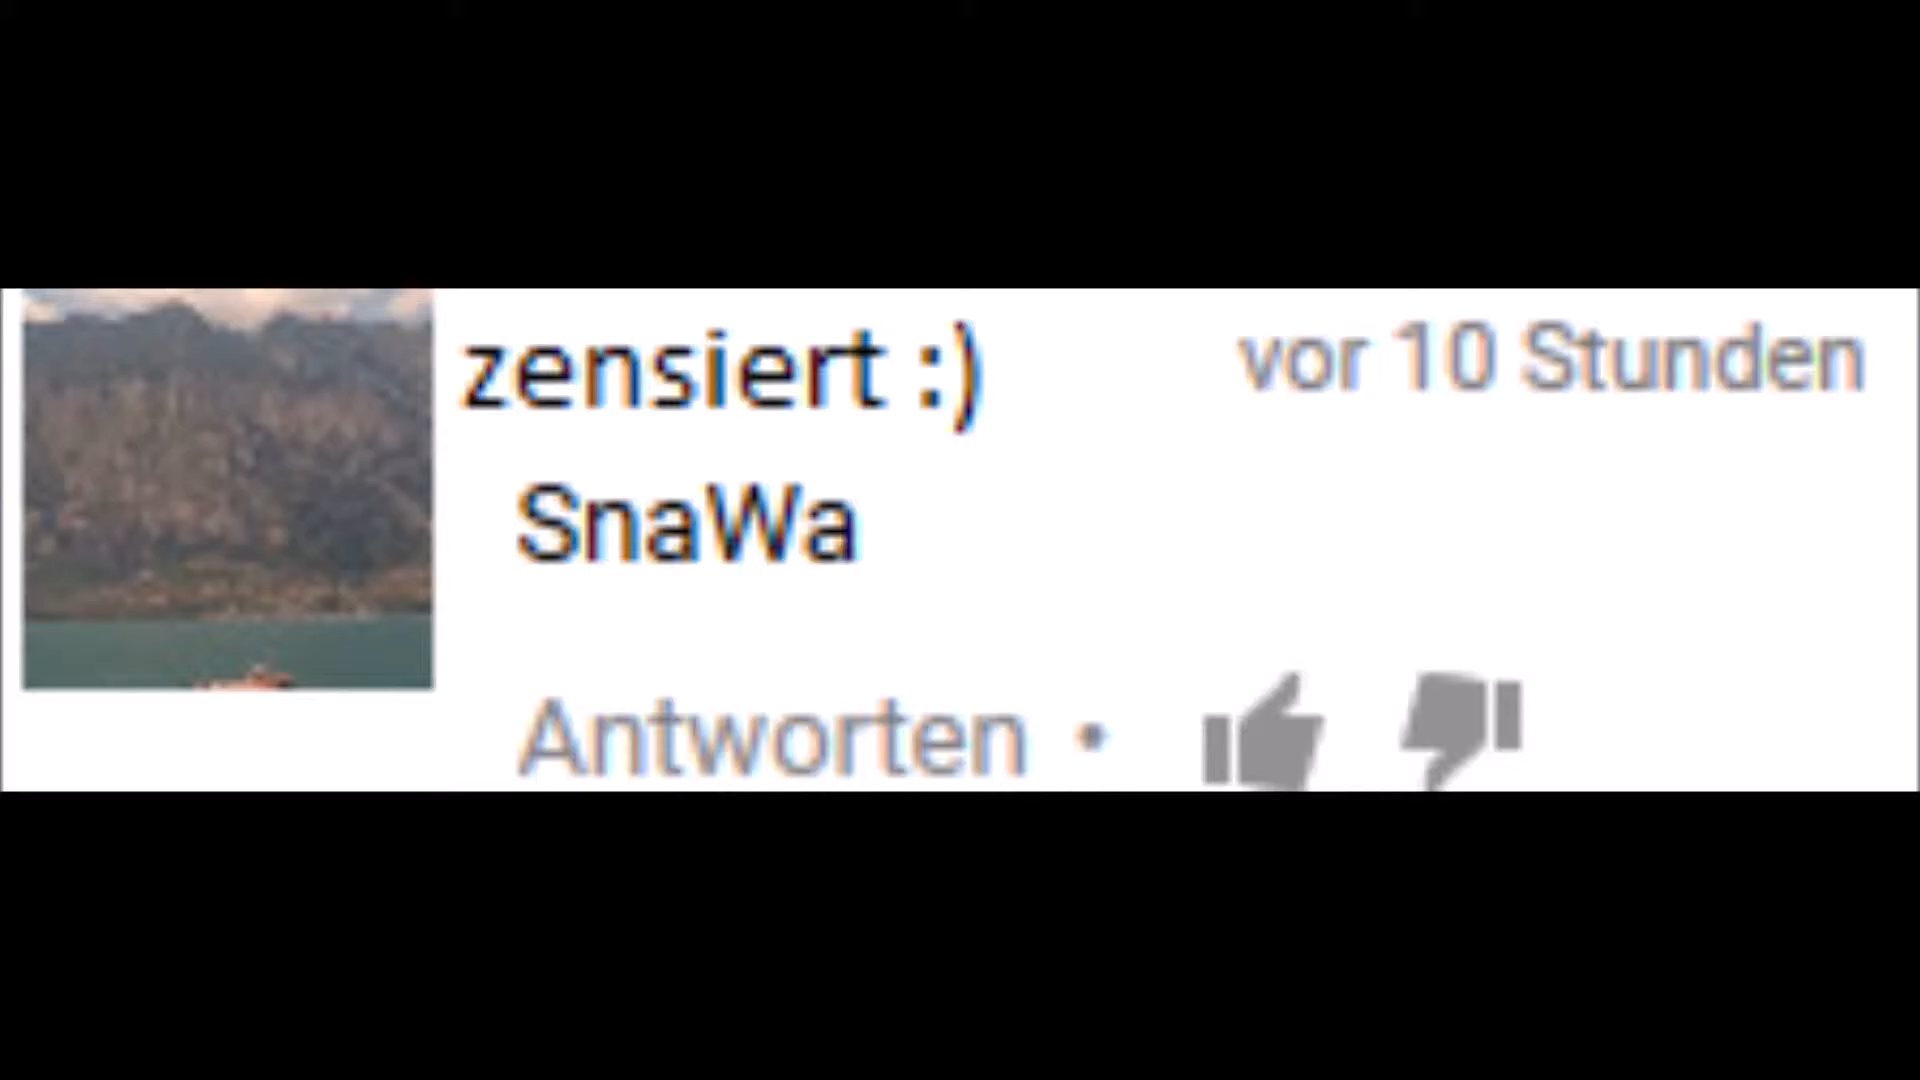 zensiert :) vor 10 Stunden
SnaWa
Antworten •